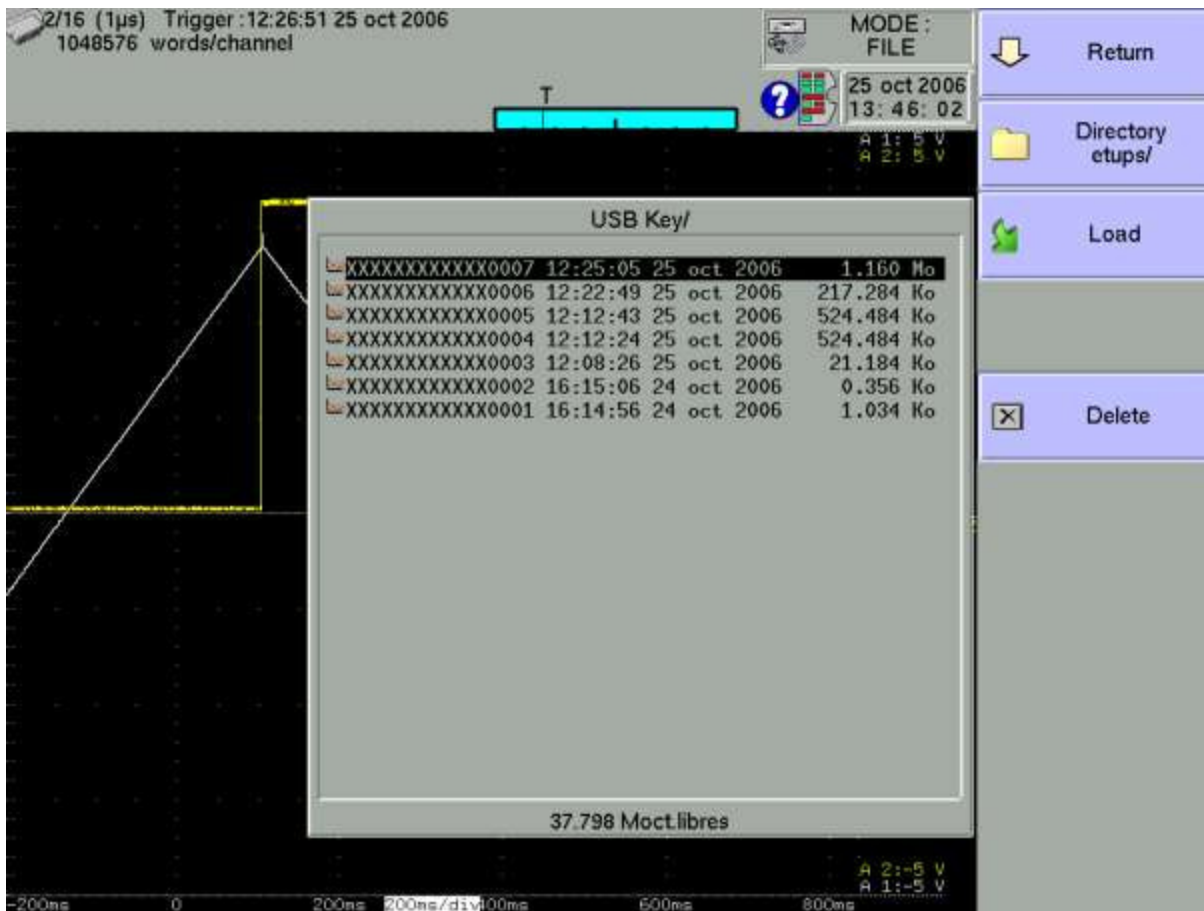 2/16 (1µs) Trigger :12:26:51 25 oct 2006
1048576 words/channel
T
MODE :
FILE
?
25 oct 2006
13: 46: 02
A 1: 5 V
A 2: 5 V
Return
Directory
etups/
Load
Delete
USB Key/
XXXXXXXXXXXX0007 12:25:05 25 oct 2006 1.160 Mo
XXXXXXXXXXXX0006 12:22:49 25 oct 2006 217.284 Ko
XXXXXXXXXXXX0005 12:12:43 25 oct 2006 524.484 Ko
XXXXXXXXXXXX0004 12:12:24 25 oct 2006 524.484 Ko
XXXXXXXXXXXX0003 12:08:26 25 oct 2006 21.184 Ko
XXXXXXXXXXXX0002 16:15:06 24 oct 2006 0.356 Ko
XXXXXXXXXXXX0001 16:14:56 24 oct 2006 1.034 Ko
37.798 Moct.libres
A 2:-5 V
A 1:-5 V
-200ms 0 200ms 200ms/div 00ms 600ms 800ms